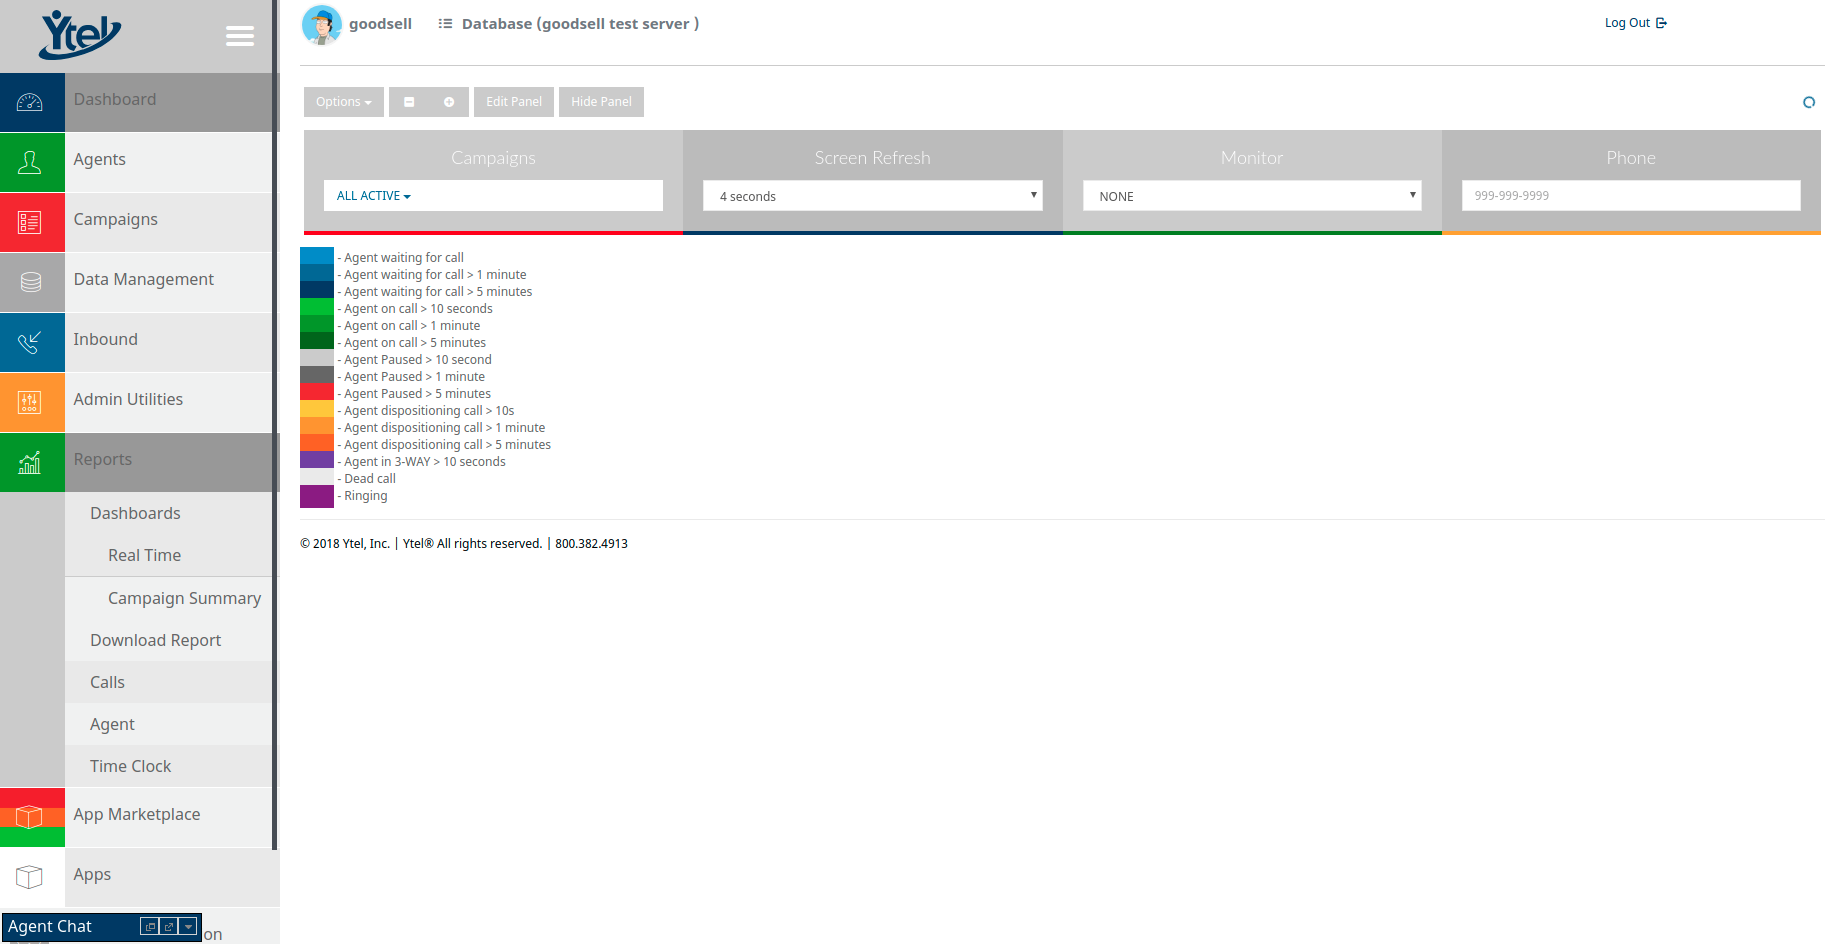 Ytel
goodsell
Database (goodsell test server )
Log Out
Dashboard
Agents
Campaigns
Data Management
Inbound
Admin Utilities
Reports
Dashboards
Real Time
Campaign Summary
Download Report
Calls
Agent
Time Clock
App Marketplace
Apps
on
Agent Chat
Options
Edit Panel
Hide Panel
Campaigns
ALL ACTIVE
Screen Refresh
4 seconds
Monitor
NONE
Phone
999-999-9999
- Agent waiting for call
- Agent waiting for call > 1 minute
- Agent waiting for call > 5 minutes
- Agent on call > 10 seconds
- Agent on call > 1 minute
- Agent on call > 5 minutes
- Agent Paused > 10 second
- Agent Paused > 1 minute
- Agent Paused > 5 minutes
- Agent dispositioning call > 10s
- Agent dispositioning call > 1 minute
- Agent dispositioning call > 5 minutes
- Agent in 3-WAY > 10 seconds
- Dead call
- Ringing
© 2018 Ytel, Inc. | Ytel® All rights reserved. | 800.382.4913